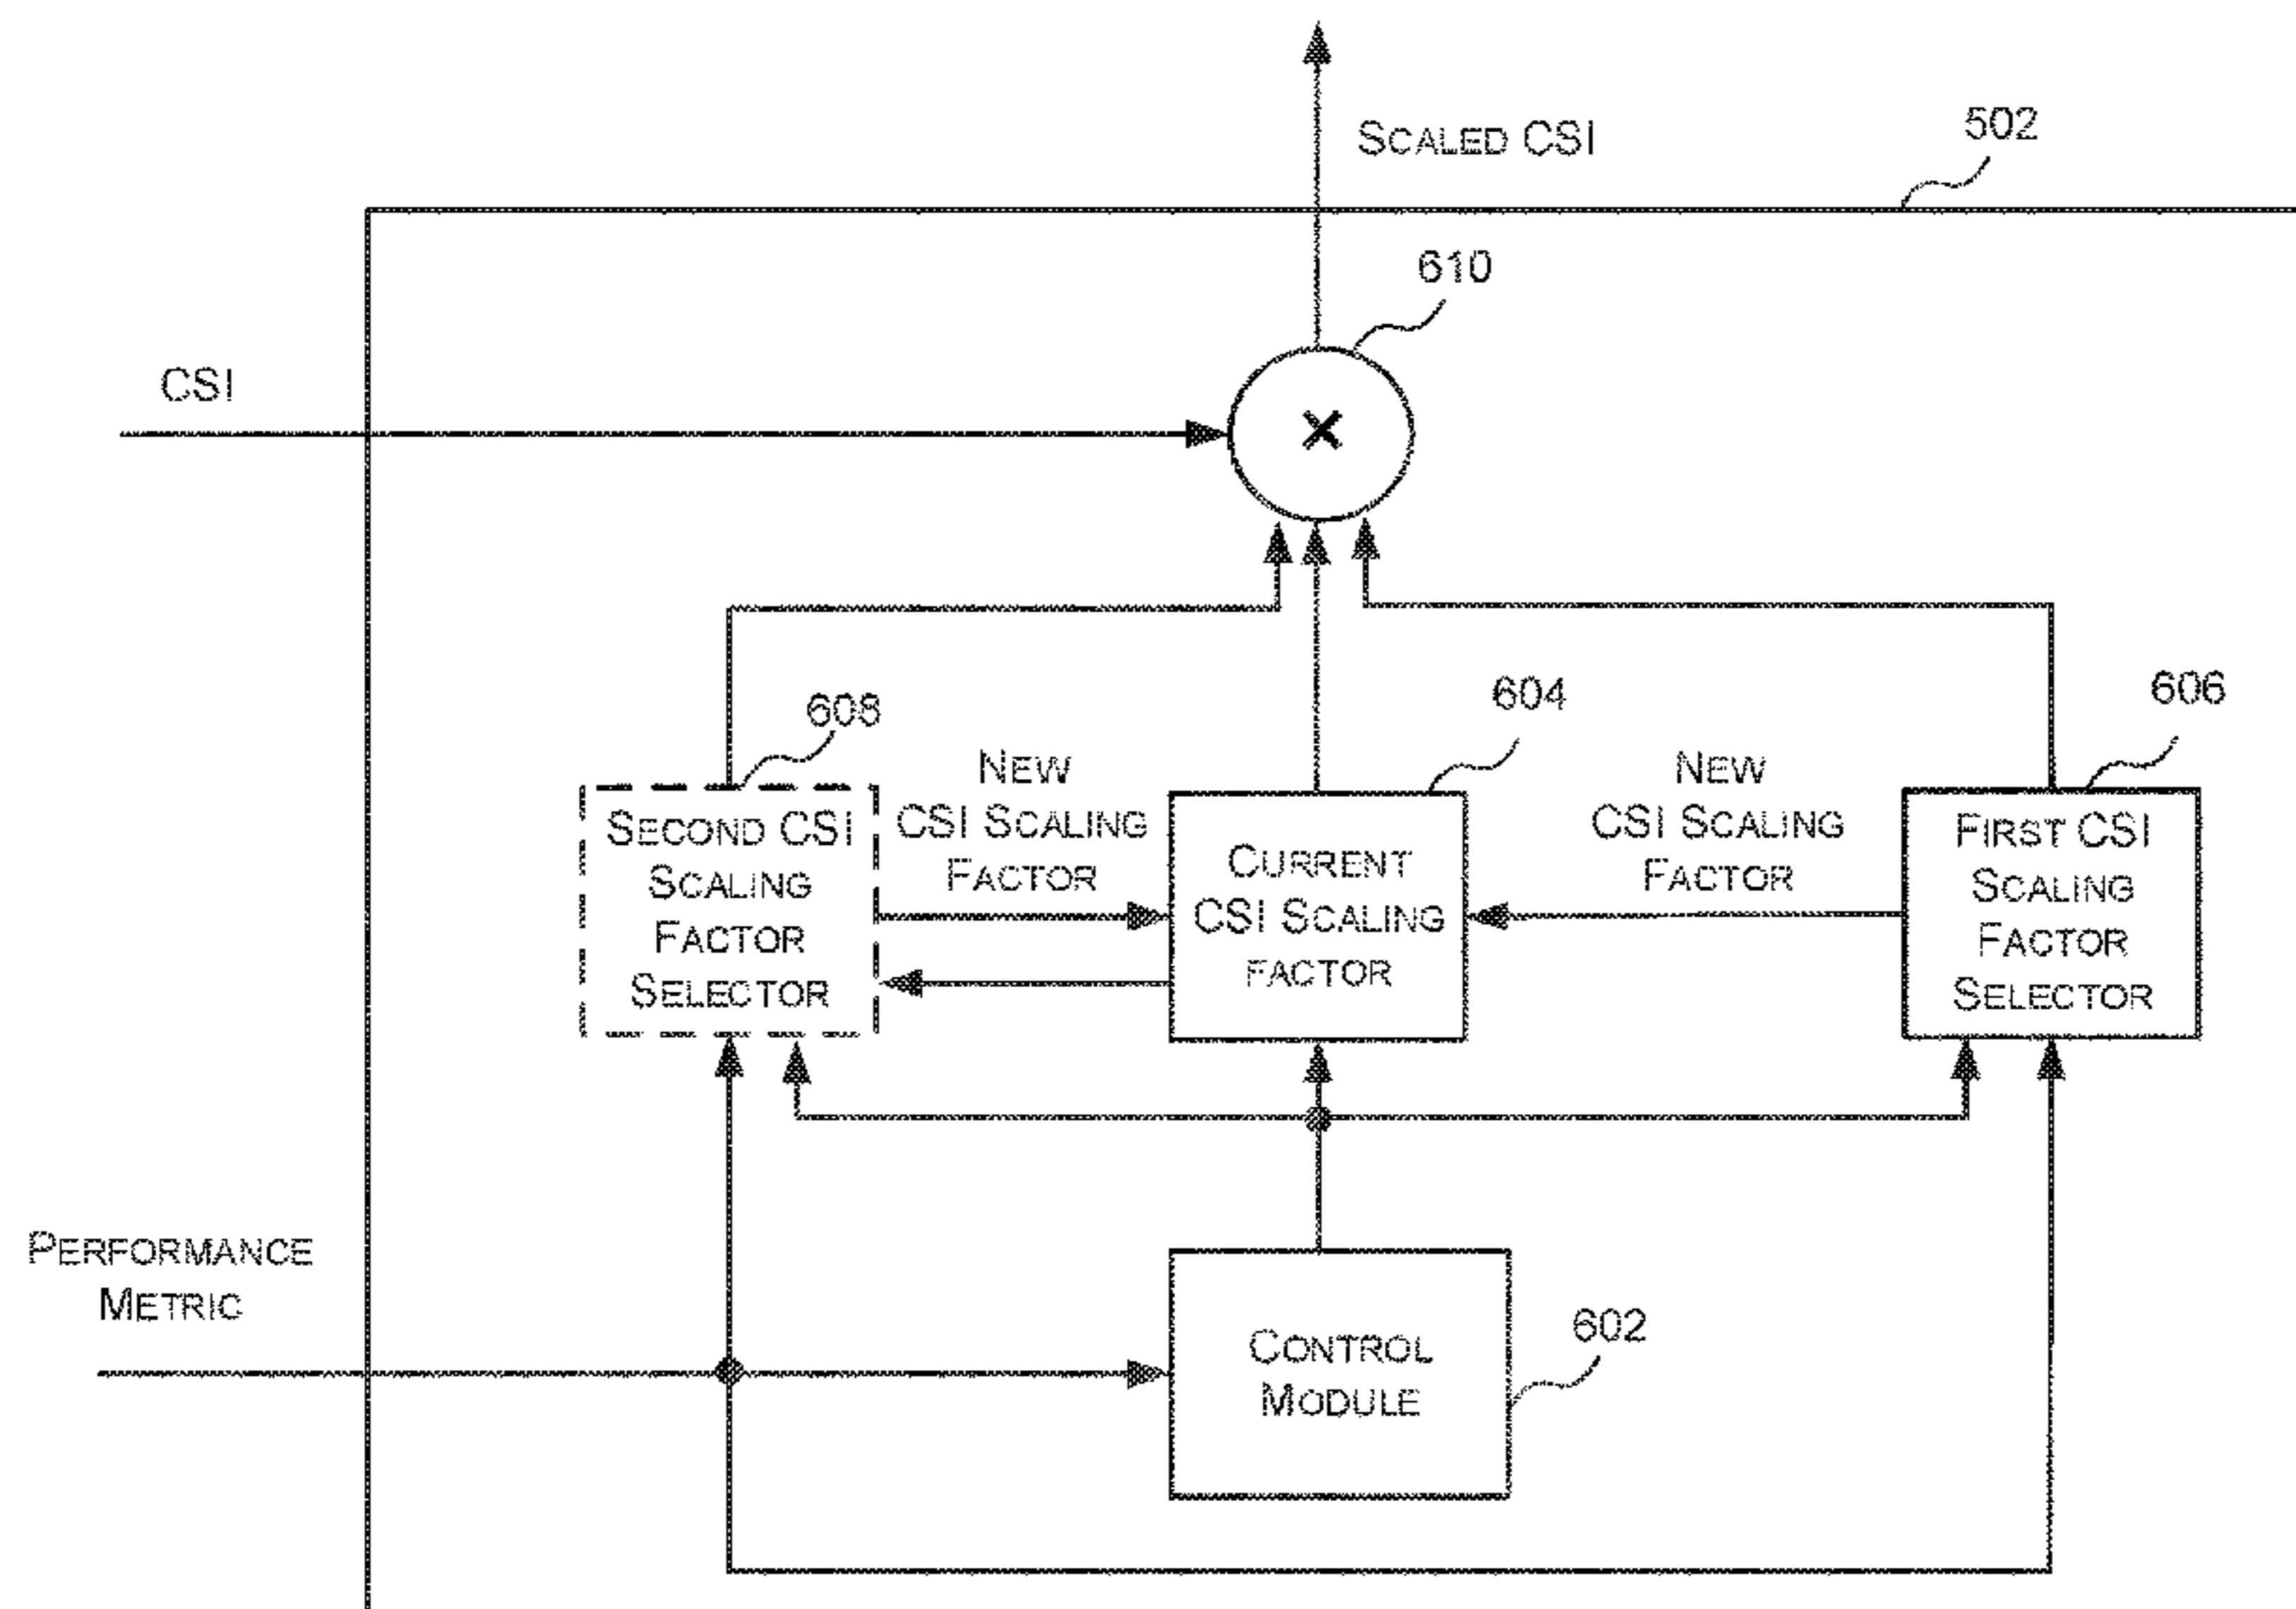 SCALED CSI
502
610
CSI
608
604
606
NEW
CSI SCALING
FACTOR
NEW
CSI SCALING
FACTOR
SECOND CSI
SCALING
FACTOR
SELECTOR
CURRENT
CSI SCALING
FACTOR
FIRST CSI
SCALING
FACTOR
SELECTOR
PERFORMANCE
METRIC
CONTROL
MODULE
602